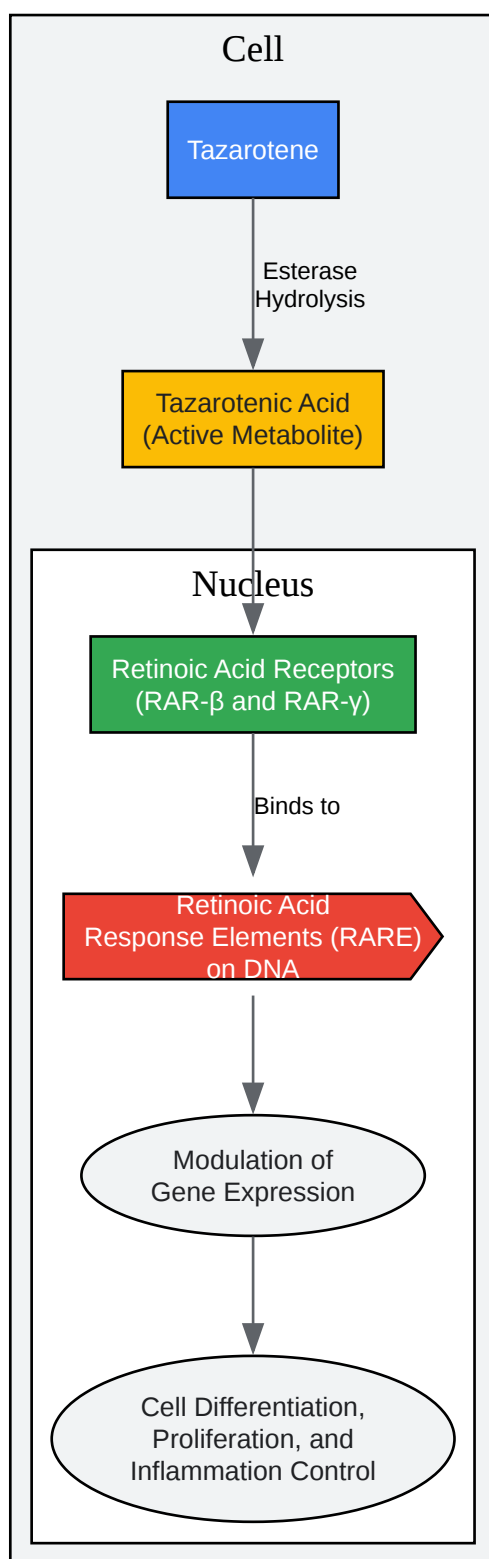 Cell
Tazarotene
Esterase
Hydrolysis
Tazarotenic Acid
(Active Metabolite)
Nucleus
Retinoic Acid Receptors
(RAR-β and RAR-γ)
Binds to
Retinoic Acid
Response Elements (RARE)
on DNA
Modulation of
Gene Expression
Cell Differentiation,
Proliferation, and
Inflammation Control